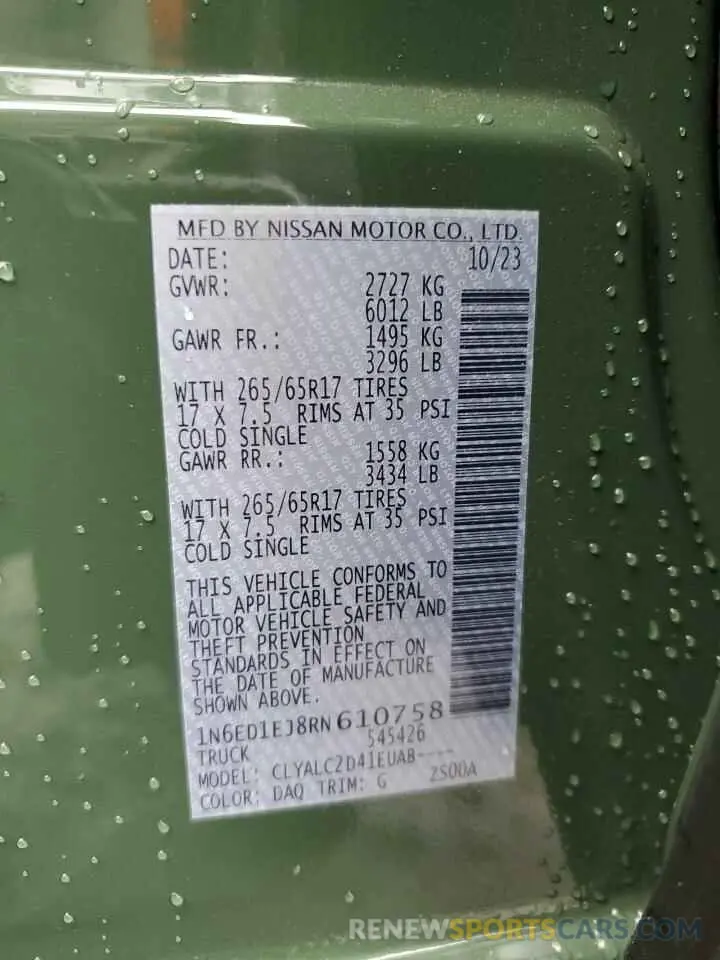 MFD BY NISSAN MOTOR CO., LTD.
DATE: 10/23
GVWR: 2727 KG
6012 LB
GAWR FR.: 1495 KG
3296 LB
WITH 265/65R17 TIRES
17 X 7.5 RIMS AT 35 PSI
COLD SINGLE
GAWR RR.: 1558 KG
3434 LB
WITH 265/65R17 TIRES
17 X 7.5 RIMS AT 35 PSI
COLD SINGLE
THIS VEHICLE CONFORMS TO
ALL APPLICABLE FEDERAL
MOTOR VEHICLE SAFETY AND
THEFT PREVENTION
STANDARDS IN EFFECT ON
THE DATE OF MANUFACTURE
SHOWN ABOVE.
1N6ED1EJ8RN610758
TRUCK 545426
MODEL: CLYALC2D41EUAB----
COLOR: DAQ TRIM: G 2S00A
RENEWSPORTSCARS.COM